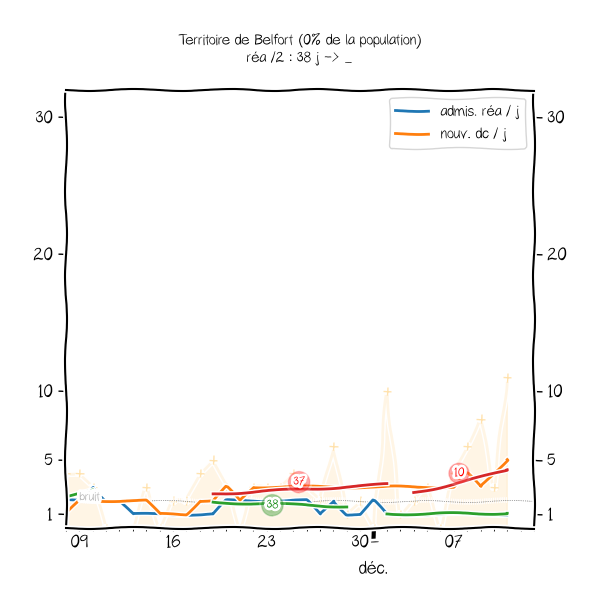 Territoire de Belfort (0% de la population)
réa /2 : 38 j -> _
admis. réa / j
nouv. dc / j
30 30
20 20
10 10
5 5
1 1
bruit
37
38
10
09 16 23 30 07
déc.